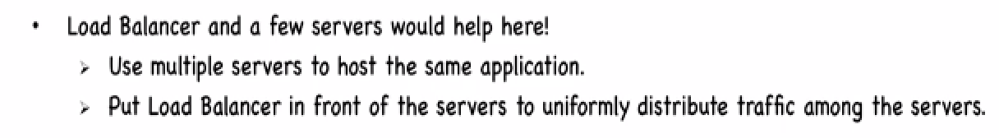 • Load Balancer and a few servers would help here!
➢ Use multiple servers to host the same application.
➢ Put Load Balancer in front of the servers to uniformly distribute traffic among the servers.